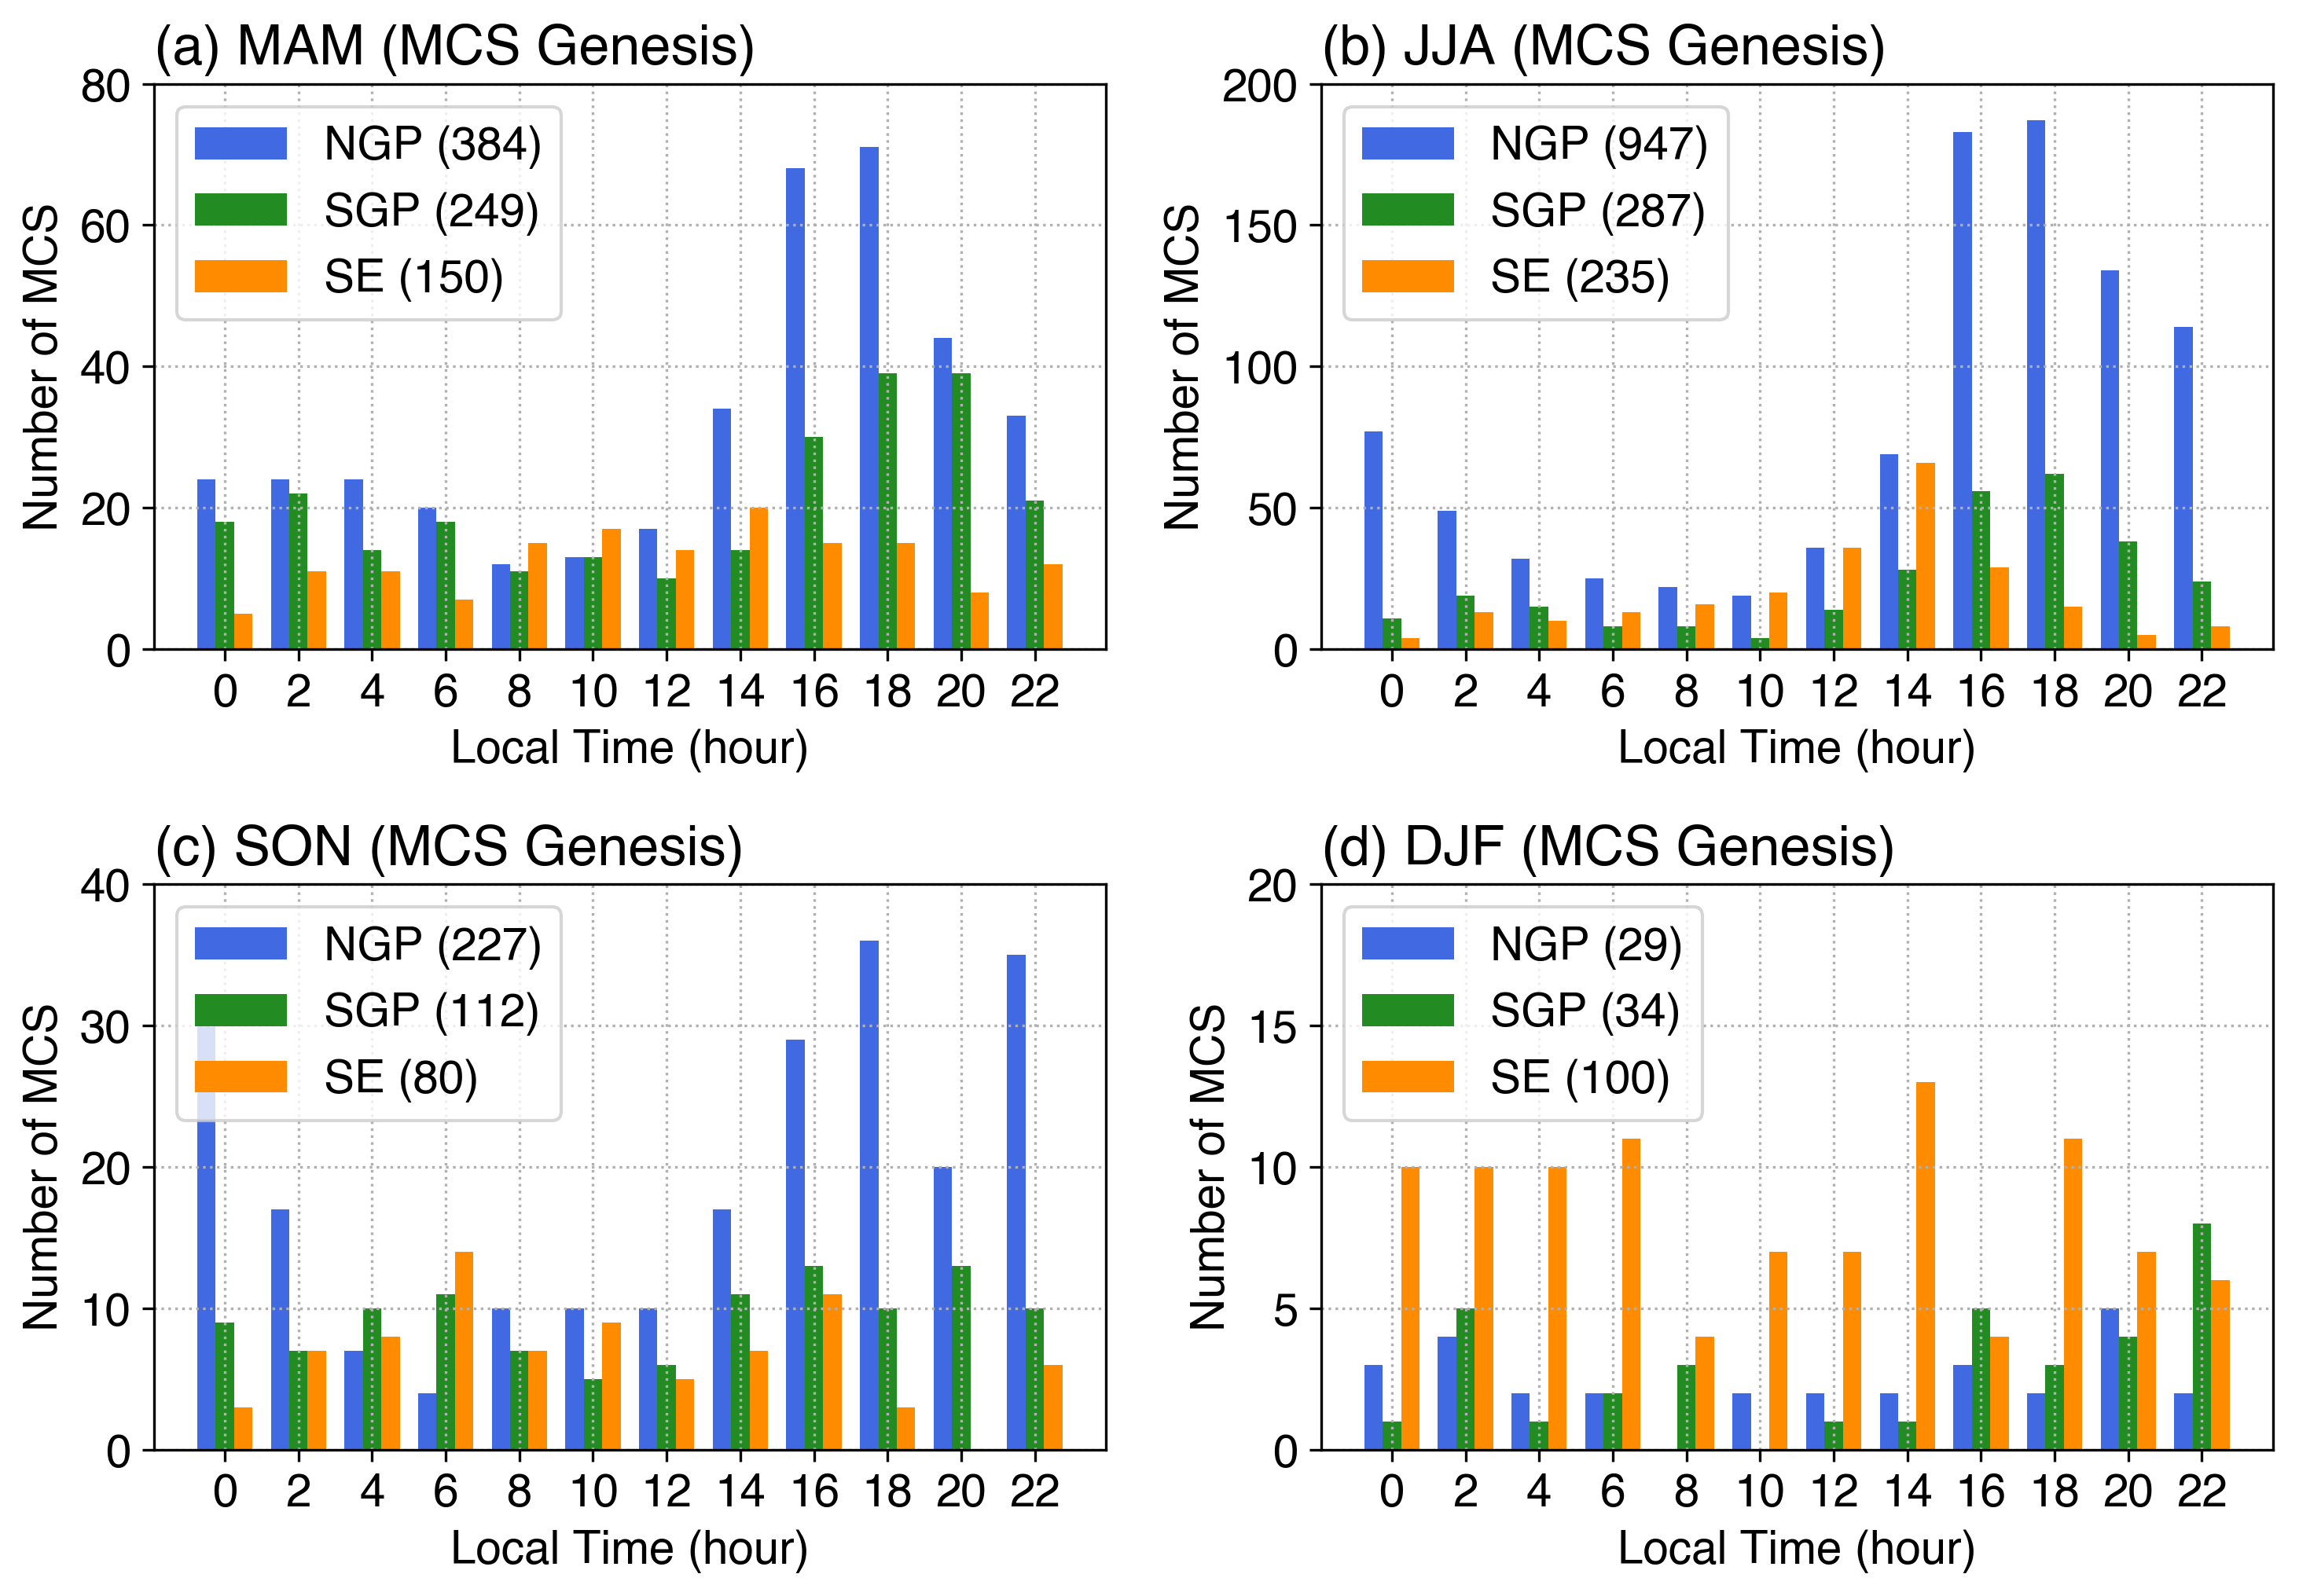 (a) MAM (MCS Genesis)
80
60
40
20
0
Number of MCS
NGP (384)
SGP (249)
SE (150)
0 2 4 6 8 10 12 14 16 18 20 22
Local Time (hour)
(b) JJA (MCS Genesis)
200
150
100
50
0
Number of MCS
NGP (947)
SGP (287)
SE (235)
0 2 4 6 8 10 12 14 16 18 20 22
Local Time (hour)
(c) SON (MCS Genesis)
40
30
20
10
0
Number of MCS
NGP (227)
SGP (112)
SE (80)
0 2 4 6 8 10 12 14 16 18 20 22
Local Time (hour)
(d) DJF (MCS Genesis)
20
15
10
5
0
Number of MCS
NGP (29)
SGP (34)
SE (100)
0 2 4 6 8 10 12 14 16 18 20 22
Local Time (hour)